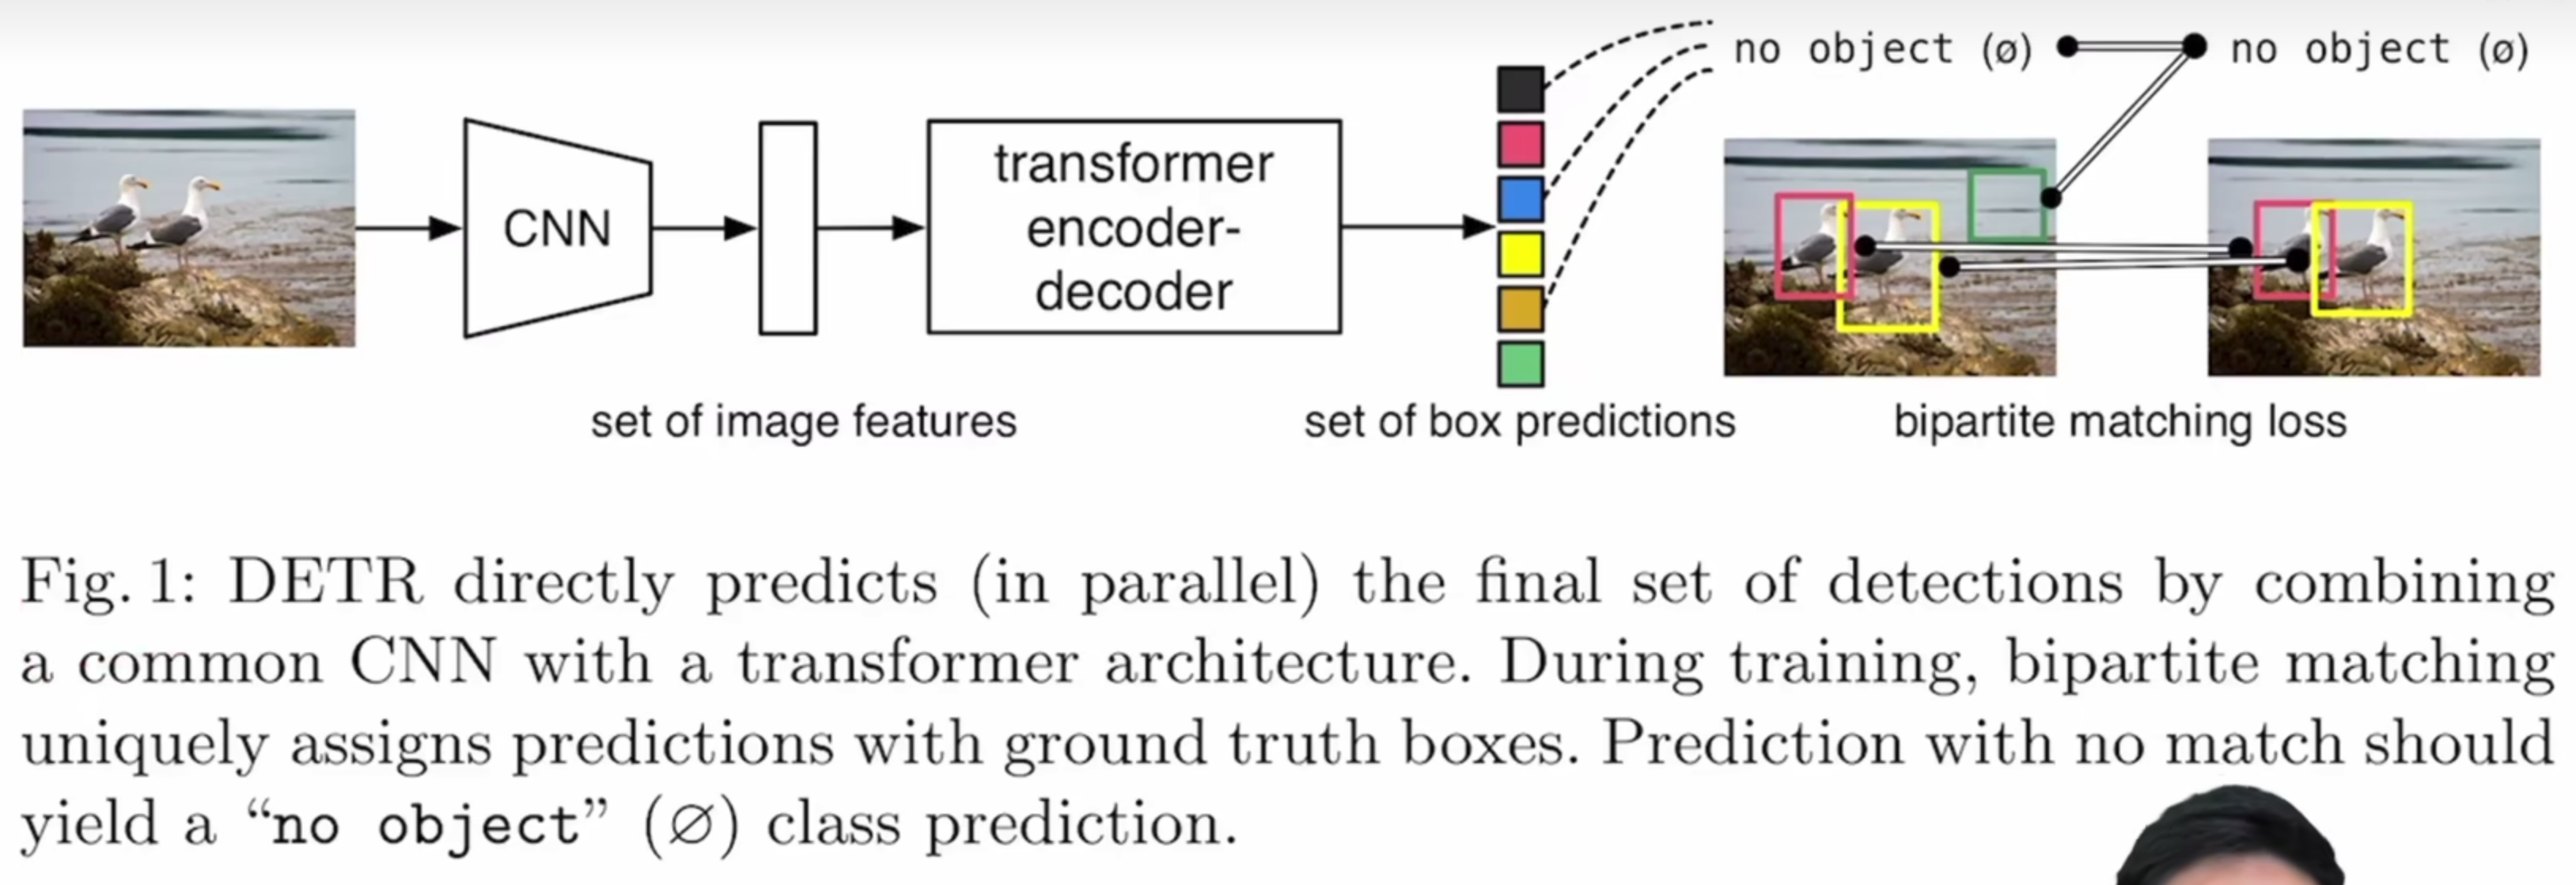 no object (ø)
no object (ø)
CNN
transformer
encoder-
decoder
set of image features
set of box predictions
bipartite matching loss
Fig. 1: DETR directly predicts (in parallel) the final set of detections by combining
a common CNN with a transformer architecture. During training, bipartite matching
uniquely assigns predictions with ground truth boxes. Prediction with no match should
yield a “no object” (∅) class prediction.